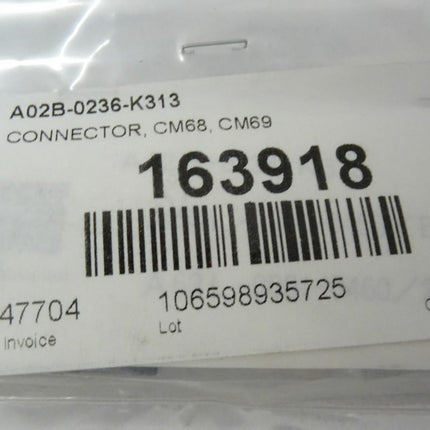 A02B-0236-K313
CONNECTOR, CM68, CM69
163918
47704
106598935725
Invoice
Lot